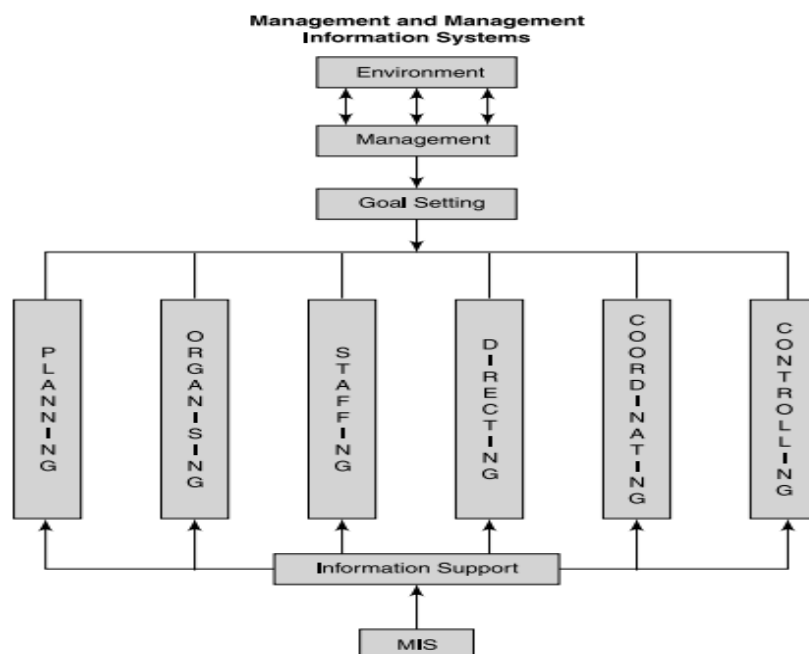 Management and Management
Information Systems
Environment
Management
Goal Setting
PLANNING
ORGANISING
STAFFING
DIRECTING
COORDINATING
CONTROLLING
Information Support
MIS